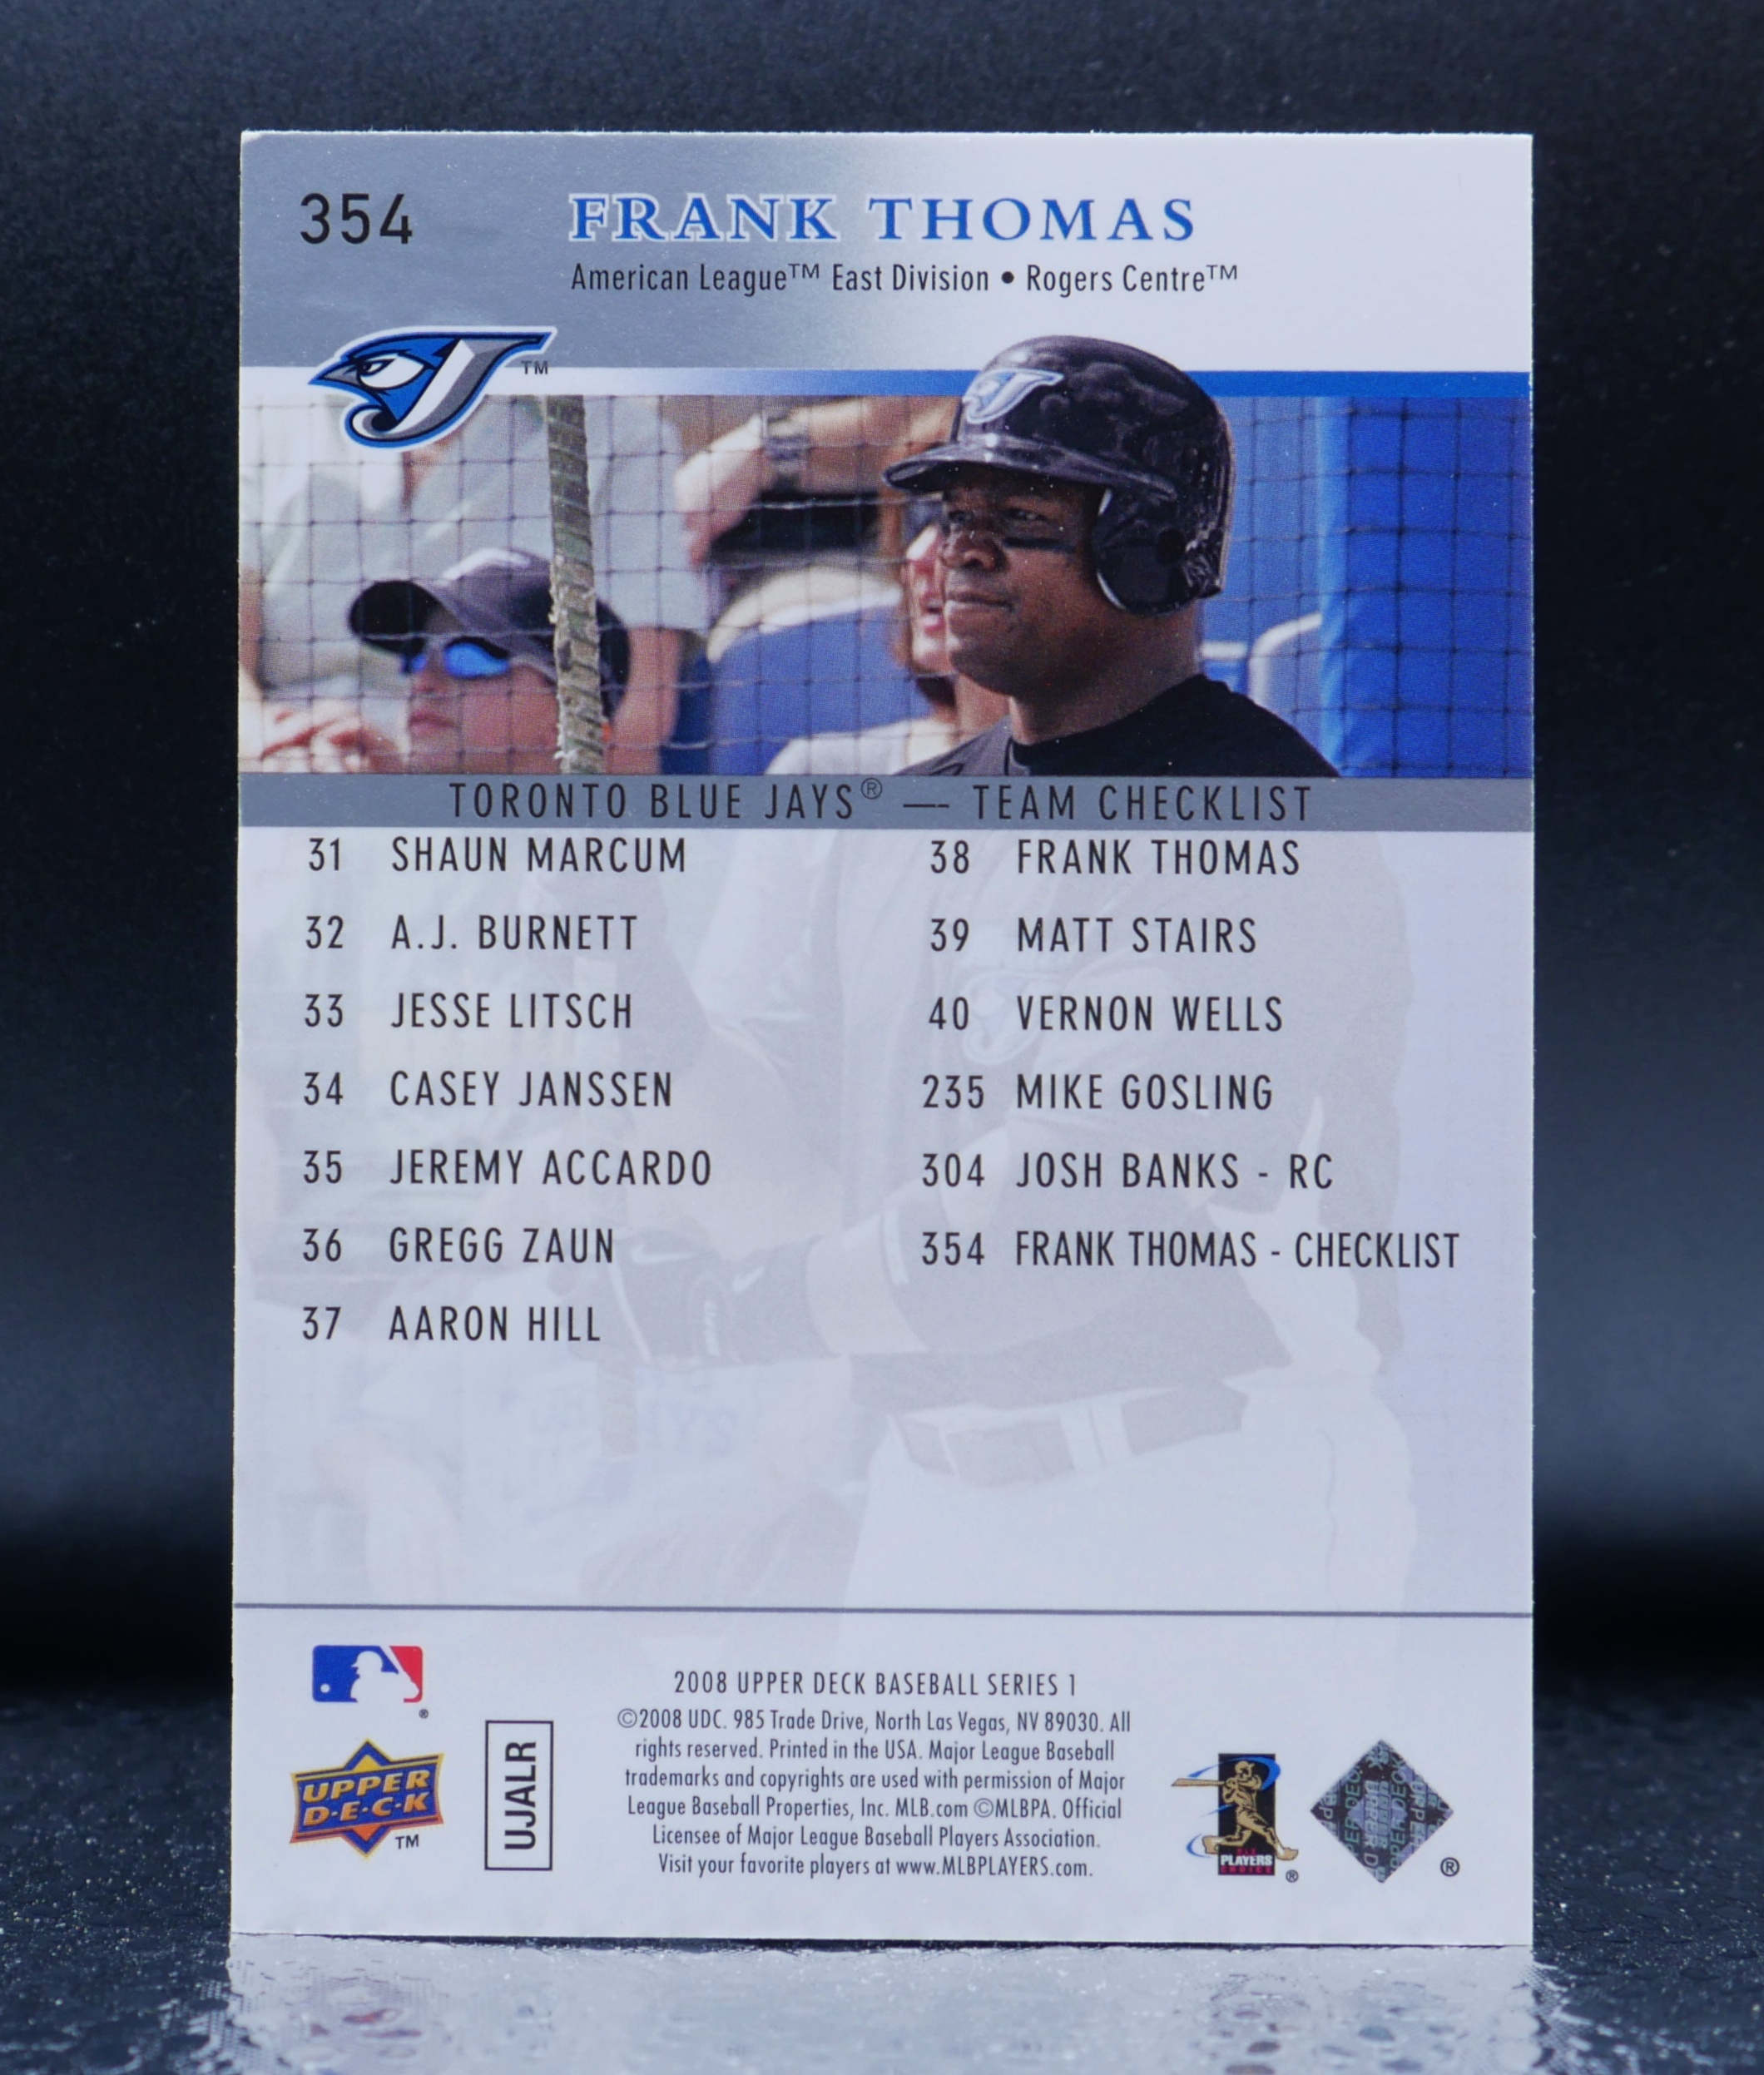 354
FRANK THOMAS
American League™ East Division • Rogers Centre™
J ™
TORONTO BLUE JAYS® — TEAM CHECKLIST
31 SHAUN MARCUM
32 A.J. BURNETT
33 JESSE LITSCH
34 CASEY JANSSEN
35 JEREMY ACCARDO
36 GREGG ZAUN
37 AARON HILL
38 FRANK THOMAS
39 MATT STAIRS
40 VERNON WELLS
235 MIKE GOSLING
304 JOSH BANKS - RC
354 FRANK THOMAS - CHECKLIST
2008 UPPER DECK BASEBALL SERIES 1
©2008 UDC. 985 Trade Drive, North Las Vegas, NV 89030. All
rights reserved. Printed in the USA. Major League Baseball
trademarks and copyrights are used with permission of Major
League Baseball Properties, Inc. MLB.com ©MLBPA. Official
Licensee of Major League Baseball Players Association.
Visit your favorite players at www.MLBPLAYERS.com.
®
UPPER
D·E·C·K
™
UJALR
PLAYERS
CHOICE
®
®